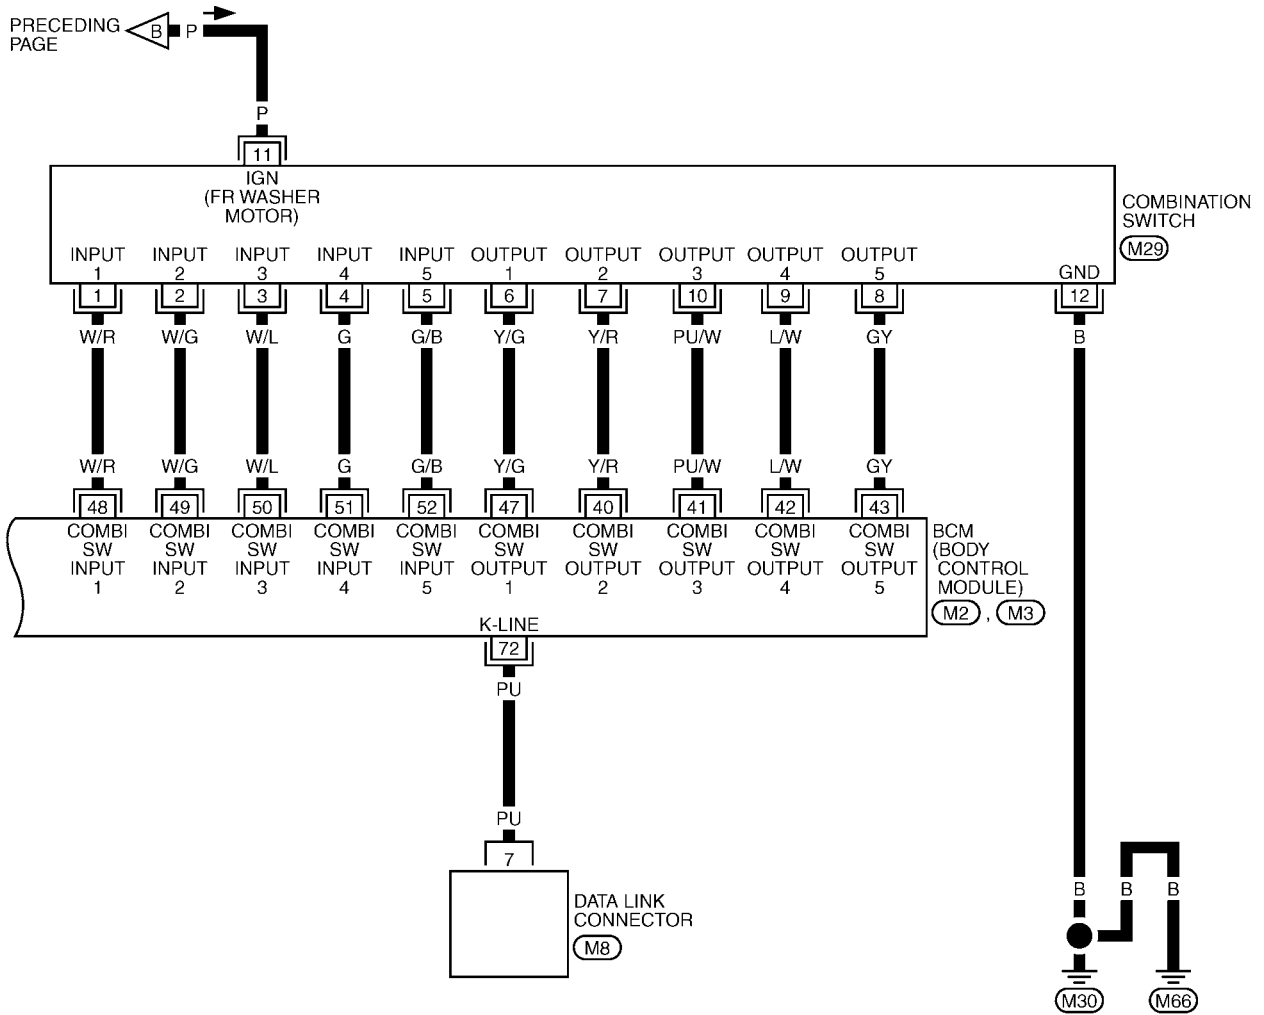 PRECEDING
PAGE
B
P
P
11
IGN
(FR WASHER
MOTOR)
COMBINATION
SWITCH
M29
INPUT INPUT INPUT INPUT INPUT OUTPUT OUTPUT OUTPUT OUTPUT OUTPUT
1 2 3 4 5 1 2 3 4 5 GND
1 2 3 4 5 6 7 10 9 8 12
W/R W/G W/L G G/B Y/G Y/R PU/W L/W GY B
W/R W/G W/L G G/B Y/G Y/R PU/W L/W GY
48 49 50 51 52 47 40 41 42 43
COMBI COMBI COMBI COMBI COMBI COMBI COMBI COMBI COMBI COMBI
SW SW SW SW SW SW SW SW SW SW
INPUT INPUT INPUT INPUT INPUT OUTPUT OUTPUT OUTPUT OUTPUT OUTPUT
1 2 3 4 5 1 2 3 4 5
BCM
(BODY
CONTROL
MODULE)
M2 , M3
K-LINE
72
PU
PU
7
DATA LINK
CONNECTOR
M8
B B B
M30 M66